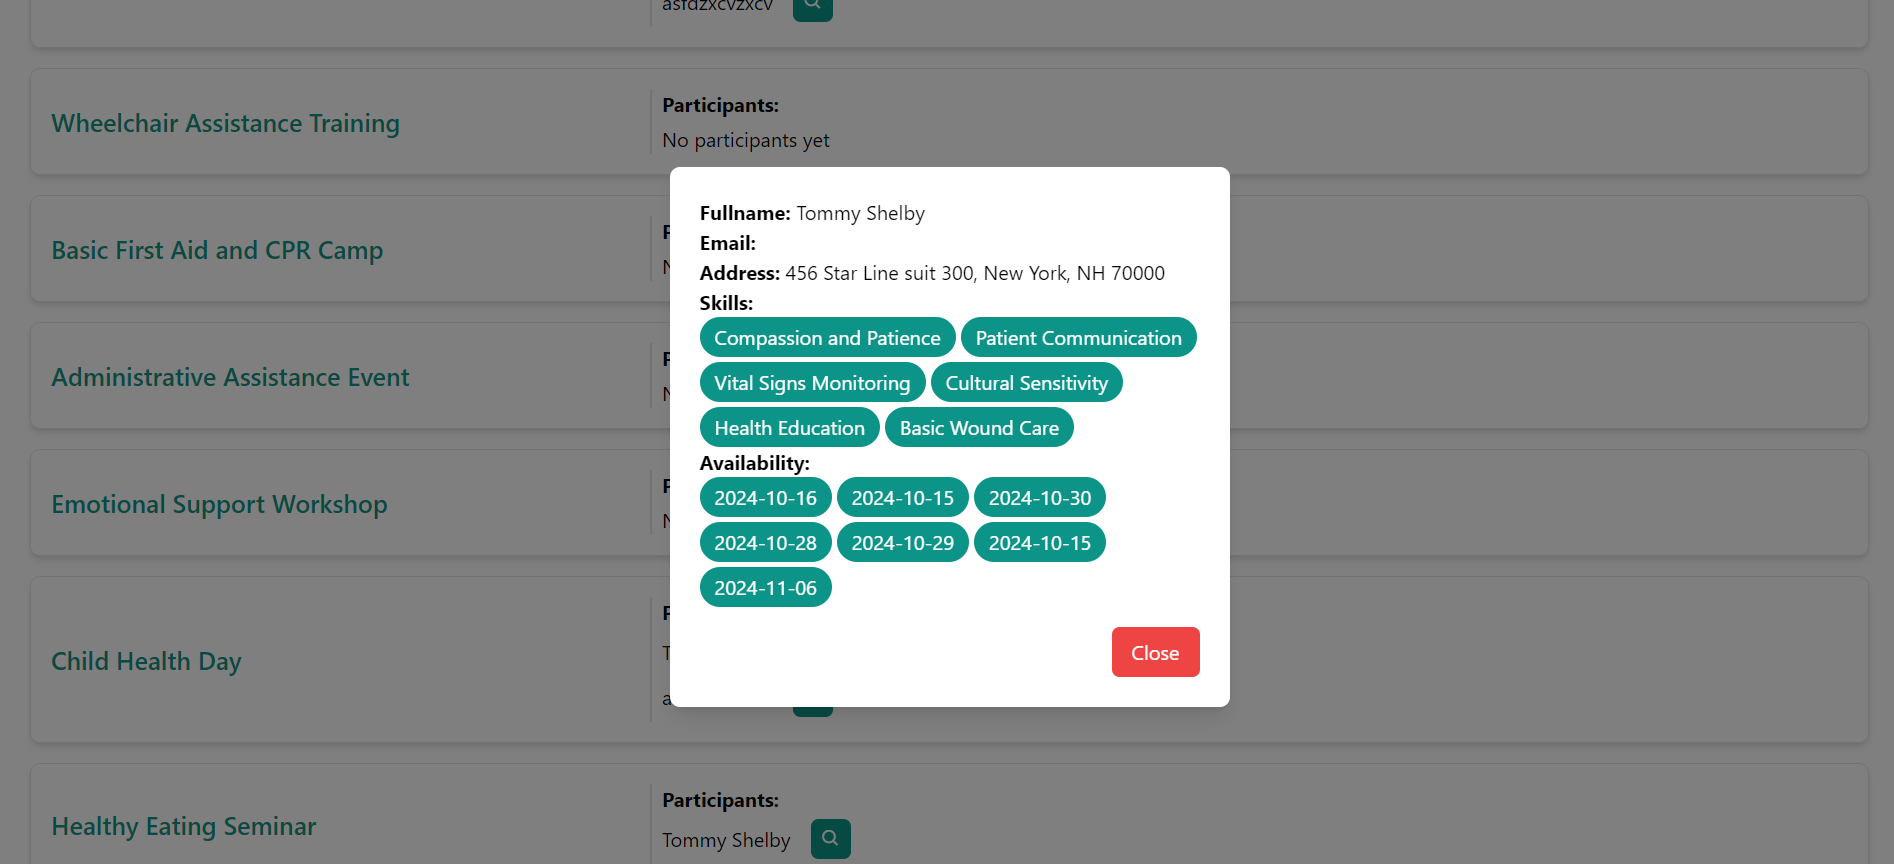 asfdzxcvzxcv
Wheelchair Assistance Training
Participants:
No participants yet
Basic First Aid and CPR Camp
Administrative Assistance Event
Emotional Support Workshop
Child Health Day
Fullname: Tommy Shelby
Email:
Address: 456 Star Line suit 300, New York, NH 70000
Skills:
Compassion and Patience Patient Communication
Vital Signs Monitoring Cultural Sensitivity
Health Education Basic Wound Care
Availability:
2024-10-16 2024-10-15 2024-10-30
2024-10-28 2024-10-29 2024-10-15
2024-11-06
Close
Healthy Eating Seminar
Participants:
Tommy Shelby